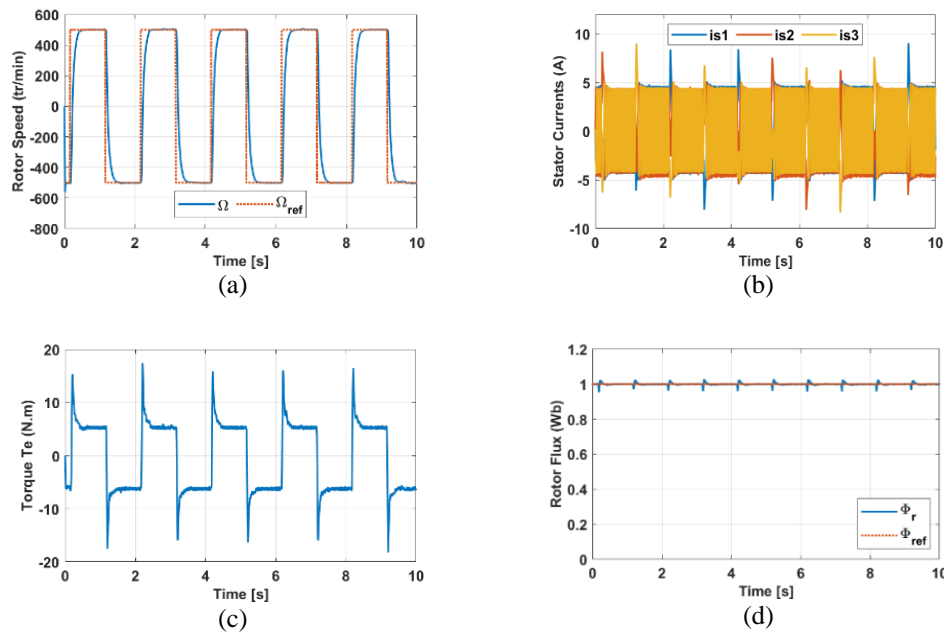 600
400
200
0
-200
-400
-600
-800
Rotor Speed (tr/min)
Ω Ω_ref
0 2 4 6 8 10
Time [s]
(a)
10
5
0
-5
-10
Stator Currents (A)
is1 is2 is3
0 2 4 6 8 10
Time [s]
(b)
20
10
0
-10
-20
Torque Te (N.m)
0 2 4 6 8 10
Time [s]
(c)
1.2
1
0.8
0.6
0.4
0.2
0
Rotor Flux (Wb)
Φ_r
Φ_ref
0 2 4 6 8 10
Time [s]
(d)